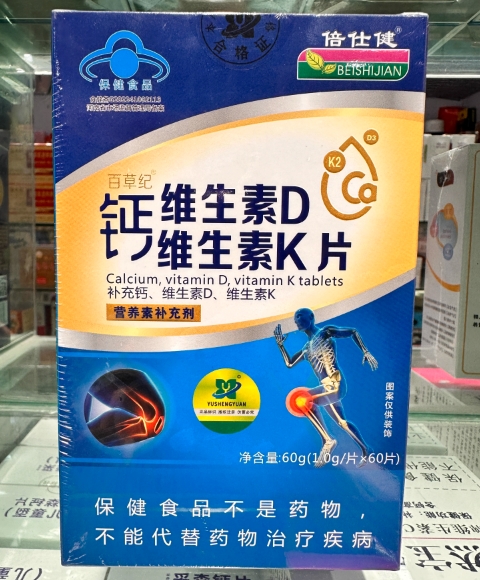 合格证
倍仕健®
BEISHIJIAN
保健食品
百草纪
钙维生素D
维生素K片
K2
D3
Ca
Calcium, vitamin D, vitamin K tablets
补充钙、维生素D、维生素K
营养素补充剂
YUSHENGYUAN
图案仅供装饰
净含量:60g(1.0g/片×60片)
保健食品不是药物，
不能代替药物治疗疾病